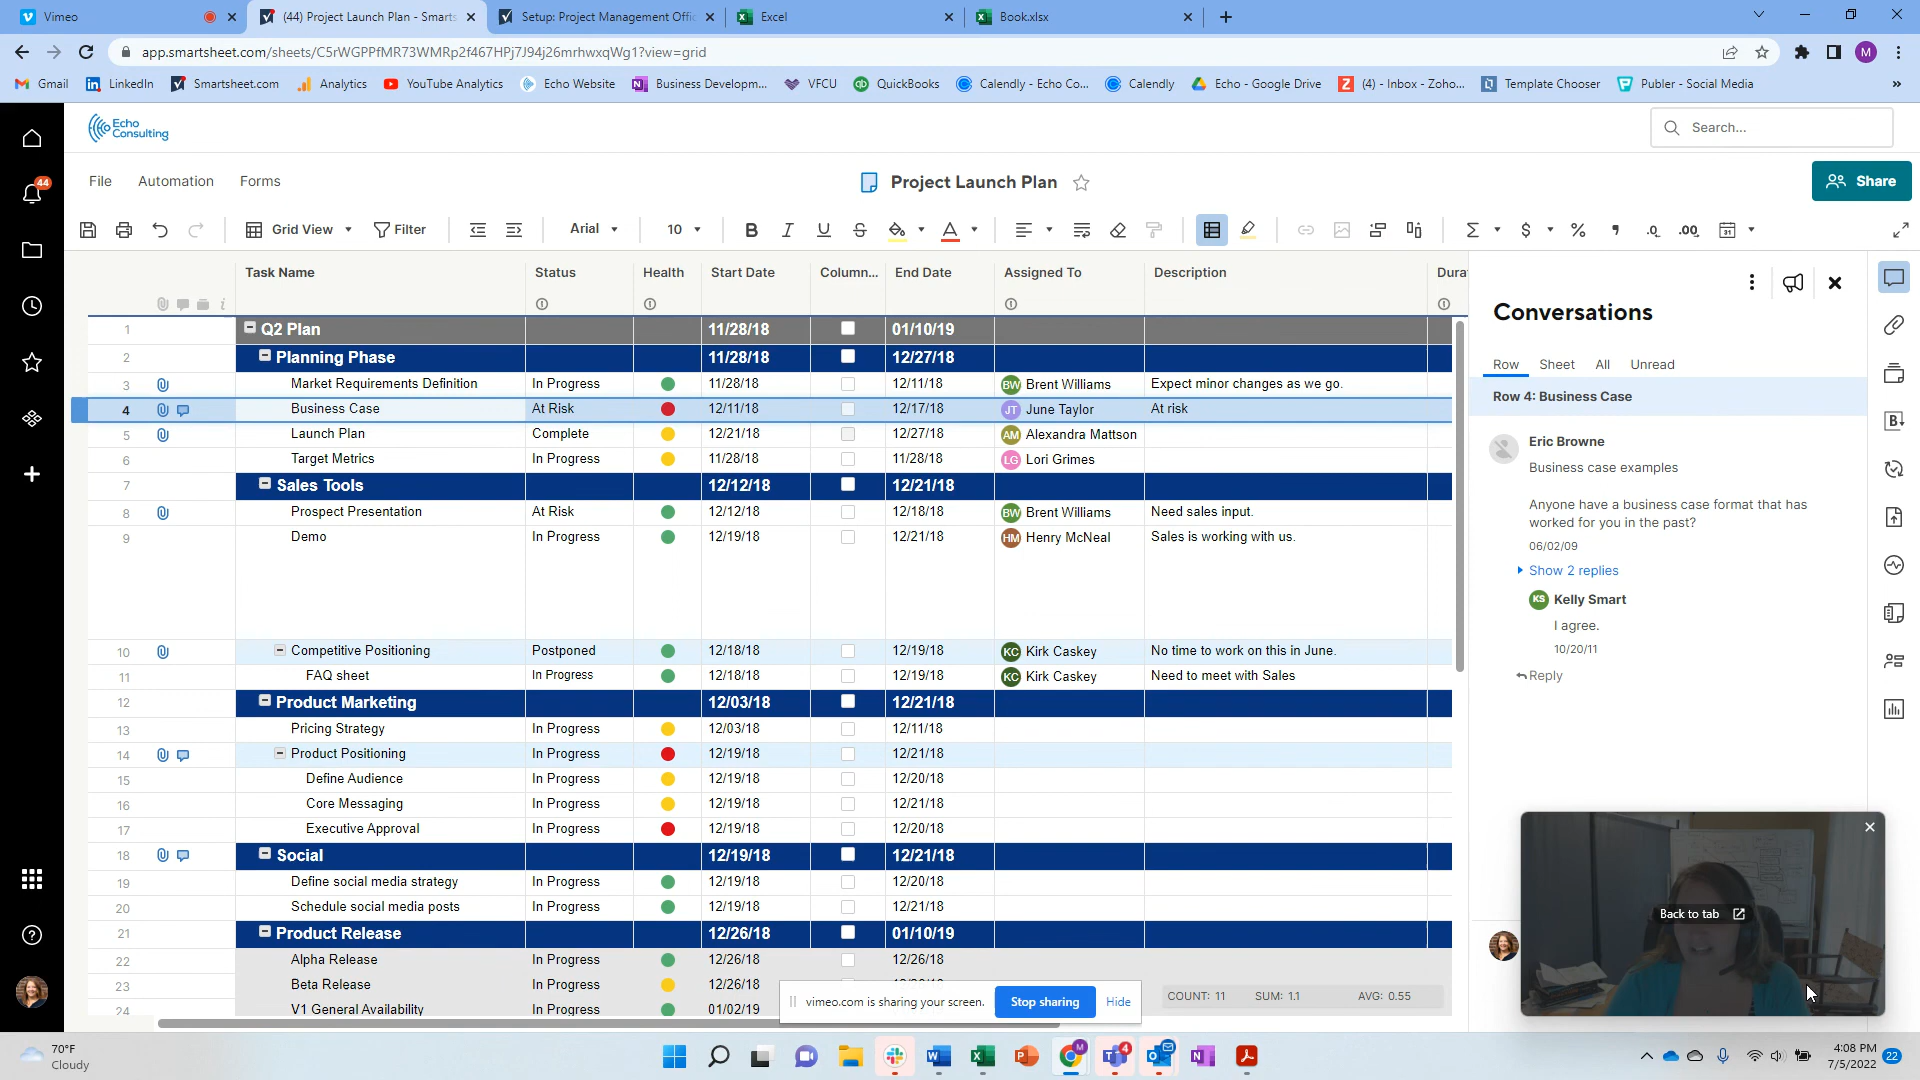 Vimeo
(44) Project Launch Plan - Smarts
Setup: Project Management Offic
Excel
Book.xlsx
app.smartsheet.com/sheets/C5rWGPPfMR73WMRp2f467HPj7J94j26mrhwxqWg1?view=grid
M
Gmail
LinkedIn
Smartsheet.com
Analytics
YouTube Analytics
Echo Website
Business Developm...
VFCU
QuickBooks
Calendly - Echo Co...
Calendly
Echo - Google Drive
(4) - Inbox - Zoho...
Template Chooser
Publer - Social Media
Echo
Consulting
Search...
44
File Automation Forms
Project Launch Plan
Share
Grid View Filter Arial 10
Task Name Status Health Start Date Column... End Date Assigned To Description Durat
1 Q2 Plan 11/28/18 01/10/19
2 Planning Phase 11/28/18 12/27/18
3 Market Requirements Definition In Progress 11/28/18 12/11/18 BW Brent Williams Expect minor changes as we go.
4 Business Case At Risk 12/11/18 12/17/18 JT June Taylor At risk
5 Launch Plan Complete 12/21/18 12/27/18 AM Alexandra Mattson
6 Target Metrics In Progress 11/28/18 11/28/18 LG Lori Grimes
7 Sales Tools 12/12/18 12/21/18
8 Prospect Presentation At Risk 12/12/18 12/18/18 BW Brent Williams Need sales input.
9 Demo In Progress 12/19/18 12/21/18 HM Henry McNeal Sales is working with us.
10 Competitive Positioning Postponed 12/18/18 12/19/18 KC Kirk Caskey No time to work on this in June.
11 FAQ sheet In Progress 12/18/18 12/19/18 KC Kirk Caskey Need to meet with Sales
12 Product Marketing 12/03/18 12/21/18
13 Pricing Strategy In Progress 12/03/18 12/11/18
14 Product Positioning In Progress 12/19/18 12/21/18
15 Define Audience In Progress 12/19/18 12/20/18
16 Core Messaging In Progress 12/19/18 12/21/18
17 Executive Approval In Progress 12/19/18 12/20/18
18 Social 12/19/18 12/21/18
19 Define social media strategy In Progress 12/19/18 12/20/18
20 Schedule social media posts In Progress 12/19/18 12/21/18
21 Product Release 12/26/18 01/10/19
22 Alpha Release In Progress 12/26/18 12/26/18
23 Beta Release In Progress 12/26/18
24 V1 General Availability In Progress 01/02/19
COUNT: 11 SUM: 1.1 AVG: 0.55
vimeo.com is sharing your screen.
Stop sharing
Hide
Conversations
Row Sheet All Unread
Row 4: Business Case
Eric Browne
Business case examples
Anyone have a business case format that has
worked for you in the past?
06/02/09
Show 2 replies
KS Kelly Smart
I agree.
10/20/11
Reply
Back to tab
70°F
Cloudy
M
4
4:08 PM
7/5/2022
22